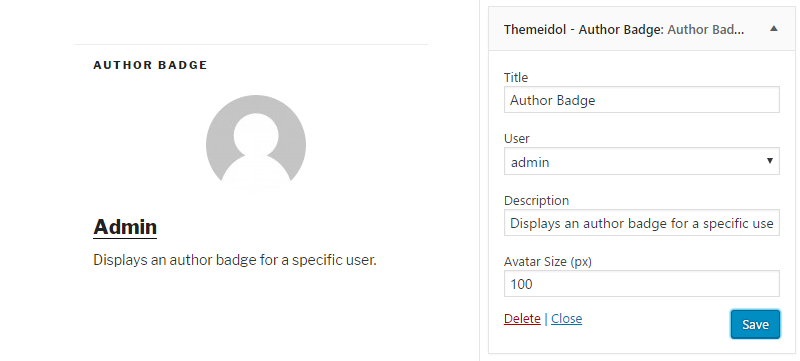 AUTHOR BADGE
Admin
Displays an author badge for a specific user.
Themeidol - Author Badge: Author Bad...
Title
Author Badge
User
admin
Description
Displays an author badge for a specific use
Avatar Size (px)
100
Delete | Close
Save